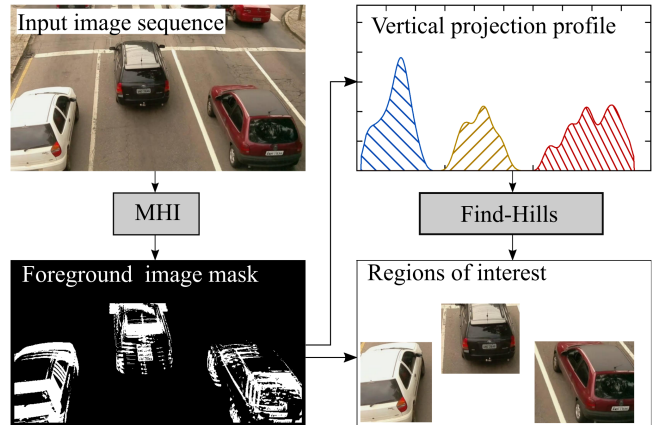 Input image sequence
Vertical projection profile
MHI
Find-Hills
Foreground image mask
Regions of interest